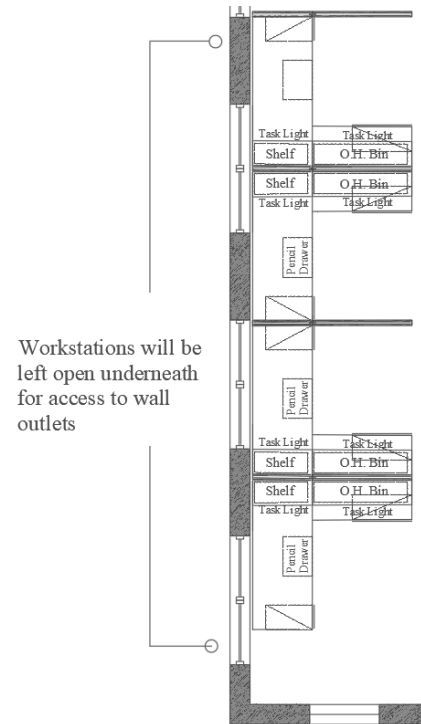 Task Light Task Light
Shelf O.H. Bin
Shelf O.H. Bin
Task Light Task Light
Pencil
Drawer
Workstations will be
left open underneath
for access to wall
outlets
Pencil
Drawer
Task Light Task Light
Shelf O.H. Bin
Shelf O.H. Bin
Task Light Task Light
Pencil
Drawer